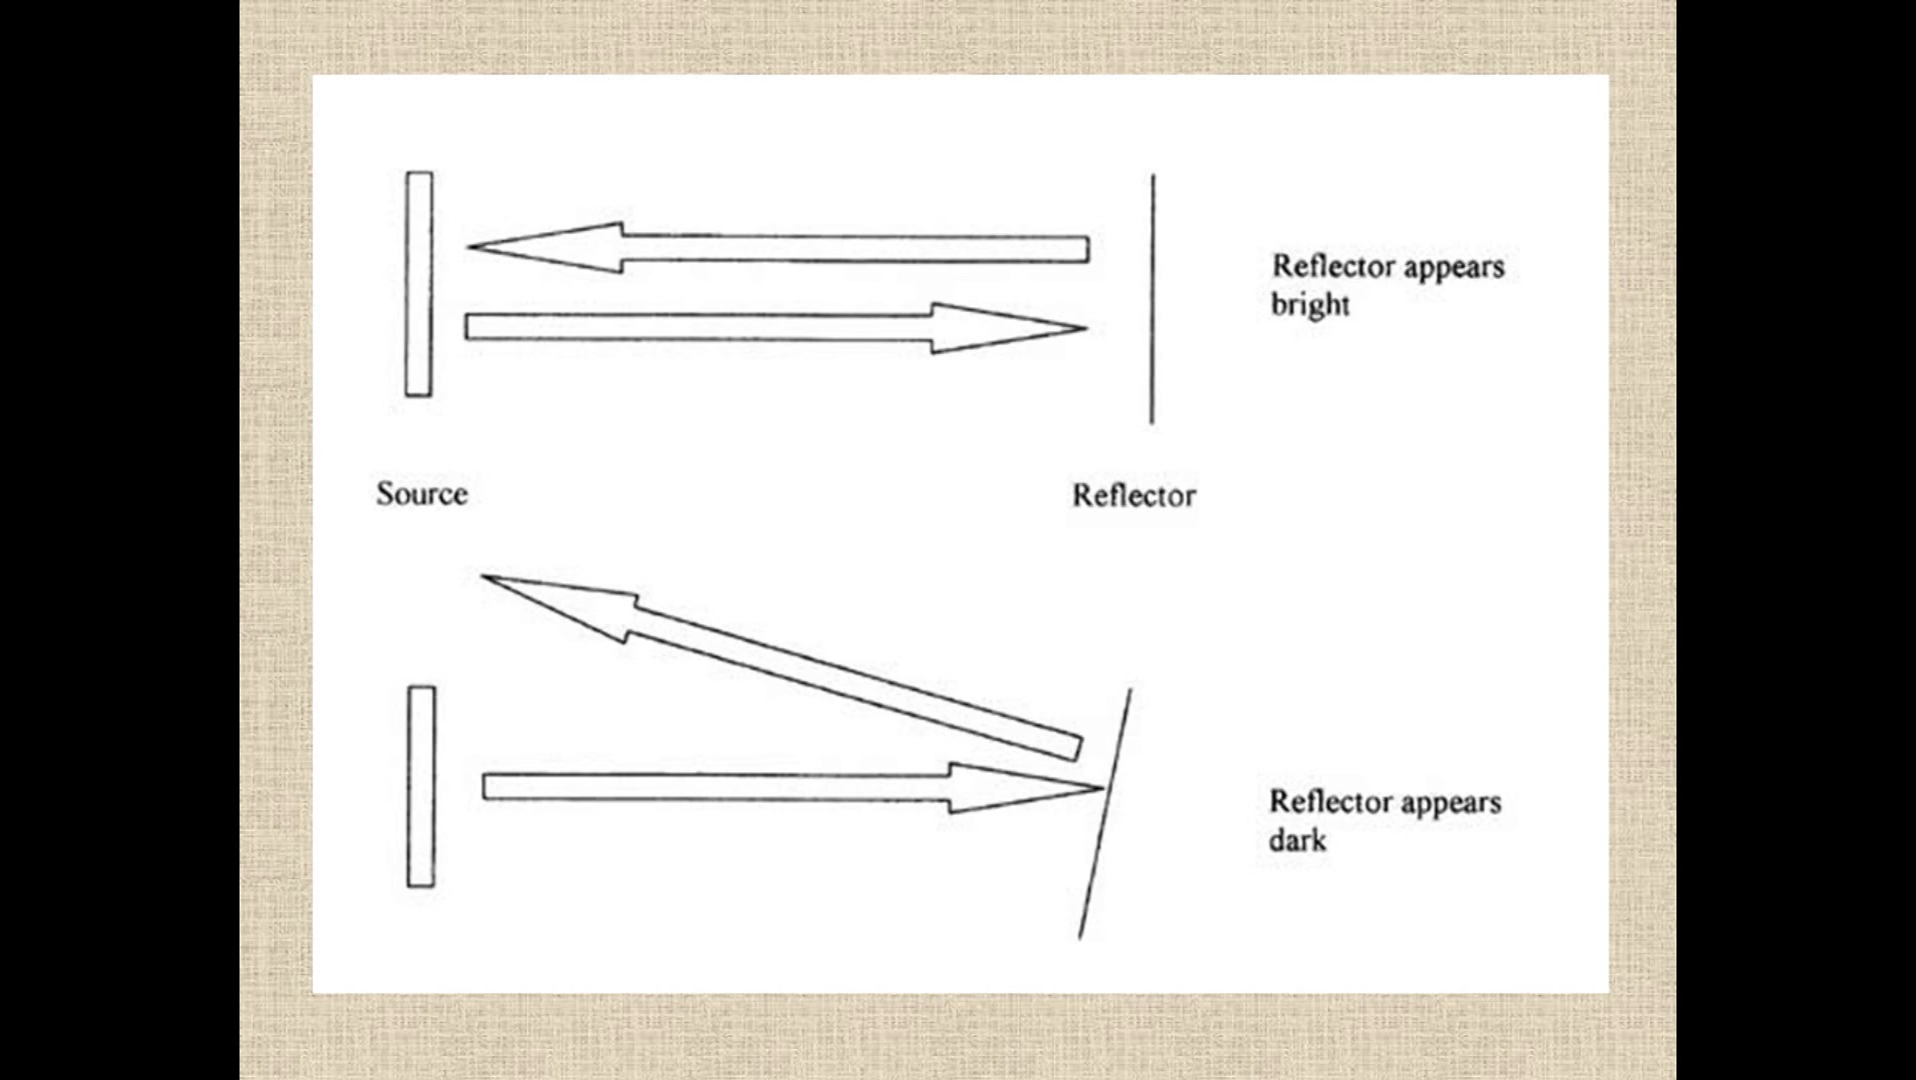 Reflector appears
bright
Source
Reflector
Reflector appears
dark